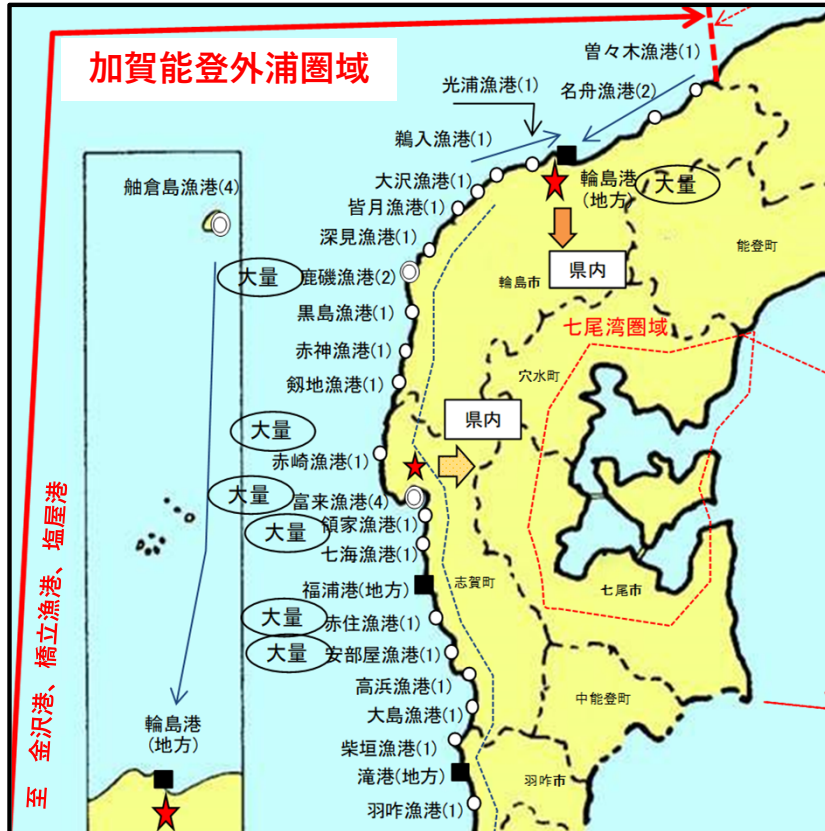 加賀能登外浦圏域
曽々木漁港(1)
光浦漁港(1)
名舟漁港(2)
鵜入漁港(1)
舳倉島漁港(4)
大沢漁港(1)
輪島港
(地方)
大量
皆月漁港(1)
深見漁港(1)
能登町
大量
鹿磯漁港(2)
輪島市
県内
黒島漁港(1)
七尾湾圏域
赤神漁港(1)
穴水町
剱地漁港(1)
県内
大量
赤崎漁港(1)
大量
富来漁港(4)
領家漁港(1)
大量
七海漁港(1)
福浦港(地方)
志賀町
七尾市
大量
赤住漁港(1)
大量
安部屋漁港(1)
高浜漁港(1)
中能登町
大島漁港(1)
輪島港
(地方)
柴垣漁港(1)
滝港(地方)
羽咋市
羽咋漁港(1)
至 金沢港、橋立漁港、塩屋港